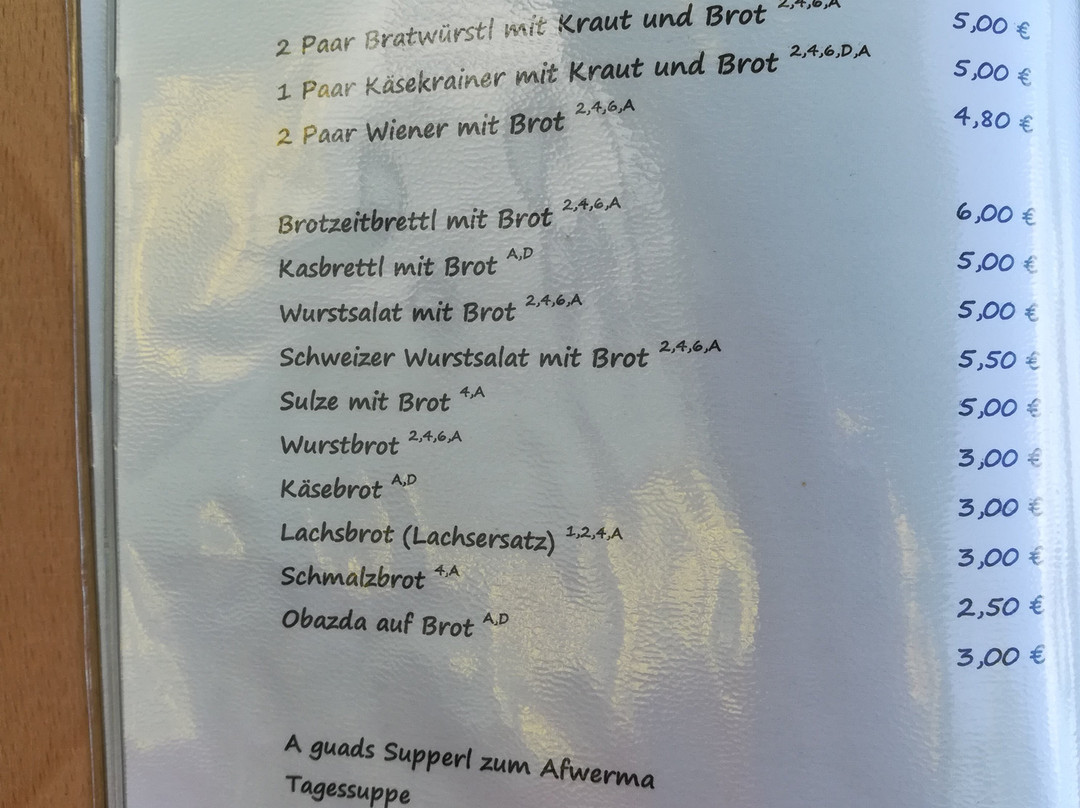 2 Paar Bratwürstl mit Kraut und Brot 2,4,6,A 5,00 €
1 Paar Käsekrainer mit Kraut und Brot 2,4,6,D,A 5,00 €
2 Paar Wiener mit Brot 2,4,6,A 4,80 €
Brotzeitbrettl mit Brot 2,4,6,A 6,00 €
Kasbrettl mit Brot A,D 5,00 €
Wurstsalat mit Brot 2,4,6,A 5,00 €
Schweizer Wurstsalat mit Brot 2,4,6,A 5,50 €
Sulze mit Brot 4,A 5,00 €
Wurstbrot 2,4,6,A 3,00 €
Käsebrot A,D 3,00 €
Lachsbrot (Lachsersatz) 1,2,4,A 3,00 €
Schmalzbrot 4,A 2,50 €
Obazda auf Brot A,D 3,00 €
A guads Supperl zum Afwerma
Tagessuppe